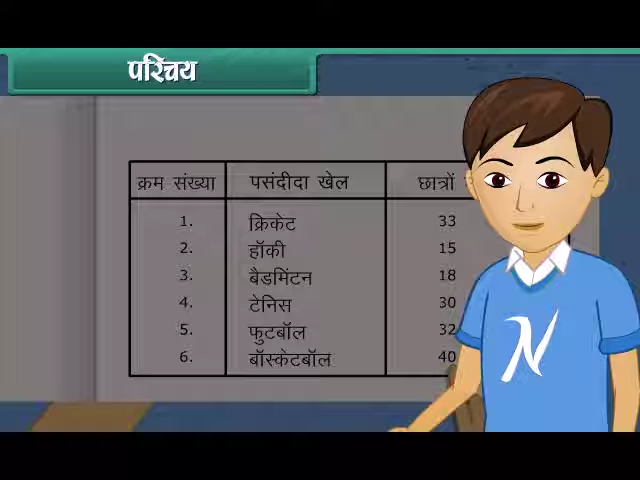 परिचय
क्रम संख्या पसंदीदा खेल छात्रों
1. क्रिकेट 33
2. हॉकी 15
3. बैडमिंटन 18
4. टेनिस 30
5. फुटबॉल 32
6. बॉस्केटबॉल 40
N